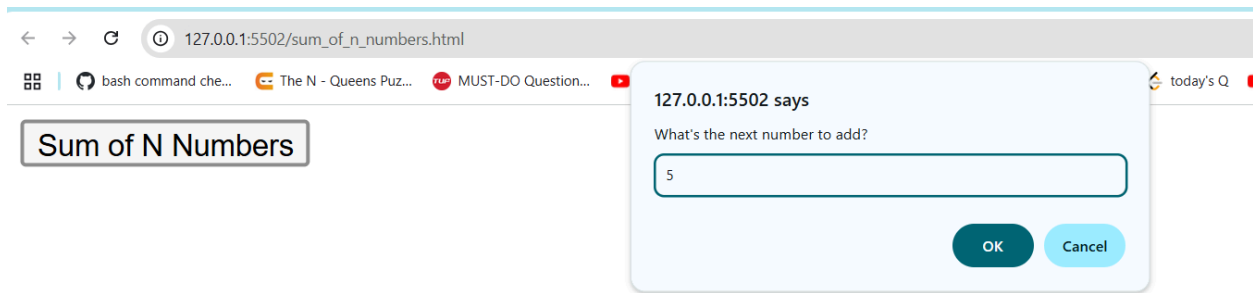 127.0.0.1:5502/sum_of_n_numbers.html
bash command che... The N - Queens Puz... TUP MUST-DO Question... today's Q
127.0.0.1:5502 says
What's the next number to add?
5
OK Cancel
Sum of N Numbers